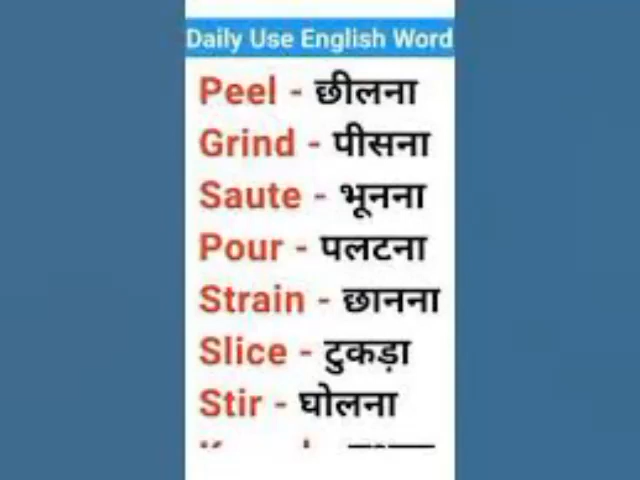 Daily Use English Word
Peel - छीलना
Grind - पीसना
Saute - भूनना
Pour - पलटना
Strain - छानना
Slice - टुकड़ा
Stir - घोलना